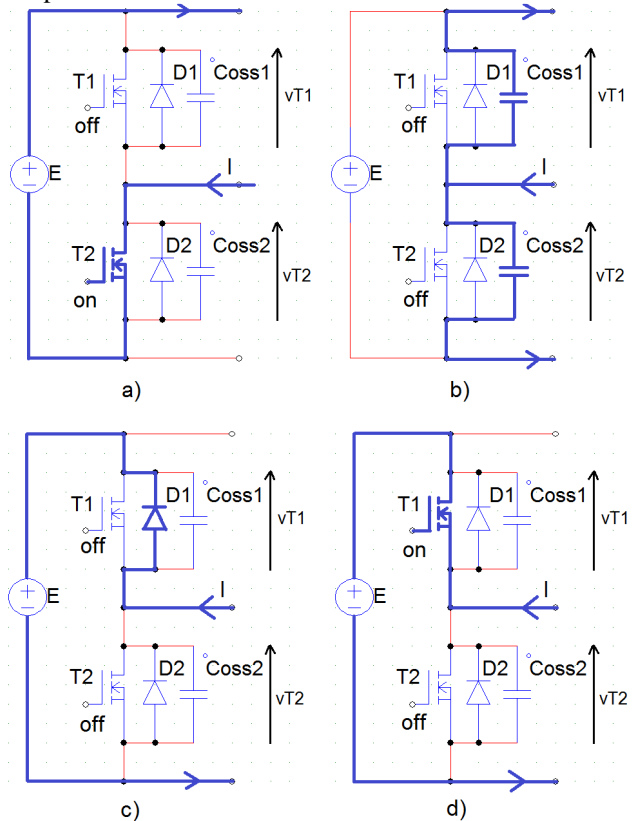 T1
off
D1
Coss1
vT1
E
I
T2
on
D2
Coss2
vT2
a)
T1
off
D1
Coss1
vT1
E
I
T2
off
D2
Coss2
vT2
b)
T1
off
D1
Coss1
vT1
E
I
T2
off
D2
Coss2
vT2
c)
T1
on
D1
Coss1
vT1
E
I
T2
off
D2
Coss2
vT2
d)